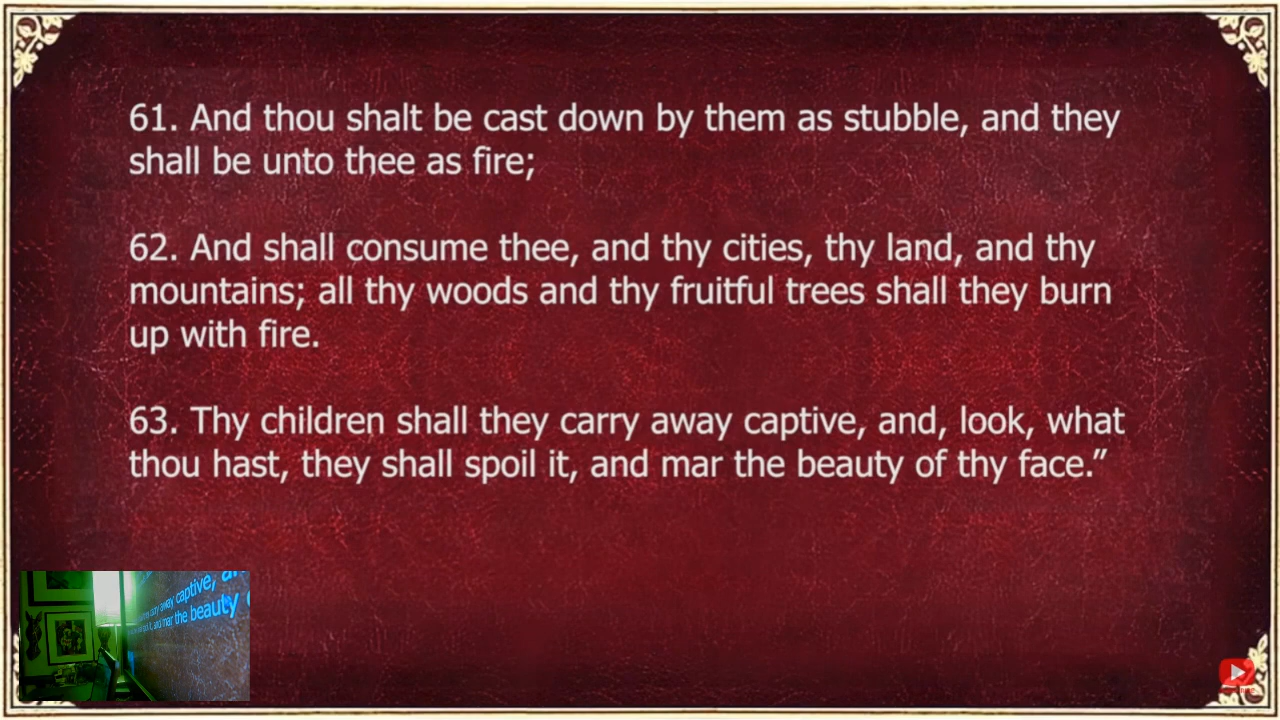 61. And thou shalt be cast down by them as stubble, and they
shall be unto thee as fire;
62. And shall consume thee, and thy cities, thy land, and thy
mountains; all thy woods and thy fruitful trees shall they burn
up with fire.
63. Thy children shall they carry away captive, and, look, what
thou hast, they shall spoil it, and mar the beauty of thy face.”
away captive,
and mar the beauty